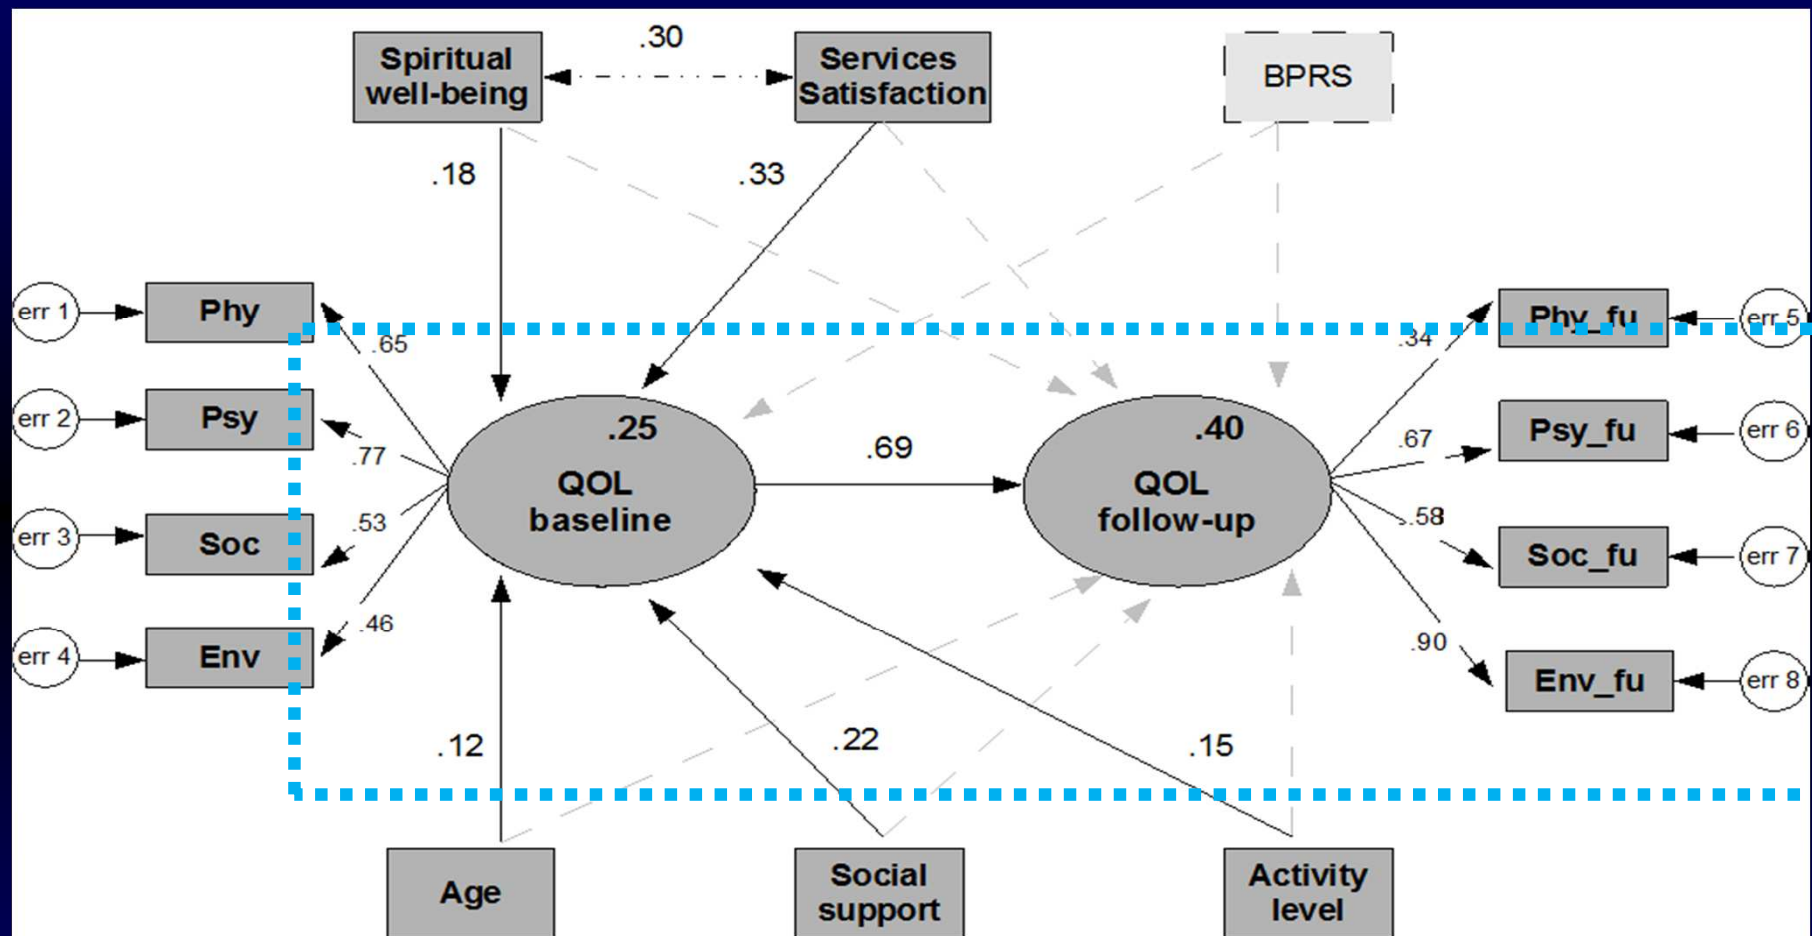 .30
Spiritual
well-being
Services
Satisfaction
BPRS
.18
.33
err 1
Phy
.65
Phy_fu
err 5
.34
err 2
Psy
.77
.25
QOL
baseline
.69
.40
QOL
follow-up
.67
Psy_fu
err 6
err 3
Soc
.53
.58
Soc_fu
err 7
err 4
Env
.46
.90
Env_fu
err 8
.12
.22
.15
Age
Social
support
Activity
level